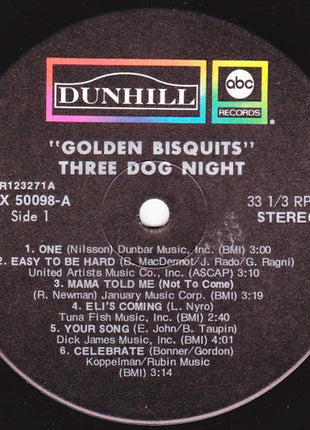 DUNHILL
abc
RECORDS
"GOLDEN BISQUITS"
THREE DOG NIGHT
R123271A
X 50098-A
Side 1
33 1/3 RP
STEREO
1. ONE (Nilsson) Dunbar Music, Inc. (BMI) 3:00
2. EASY TO BE HARD (B. MacDermot/J. Rado/G. Ragni)
United Artists Music Co., Inc. (ASCAP) 3:10
3. MAMA TOLD ME (Not To Come)
(R. Newman) January Music Corp. (BMI) 3:19
4. ELI'S COMING (L. Nyro)
Tuna Fish Music, Inc. (BMI) 2:40
5. YOUR SONG (E. John/B. Taupin)
Dick James Music, Inc. (BMI) 4:01
6. CELEBRATE (Bonner/Gordon)
Koppelman/Rubin Music
(BMI) 3:14